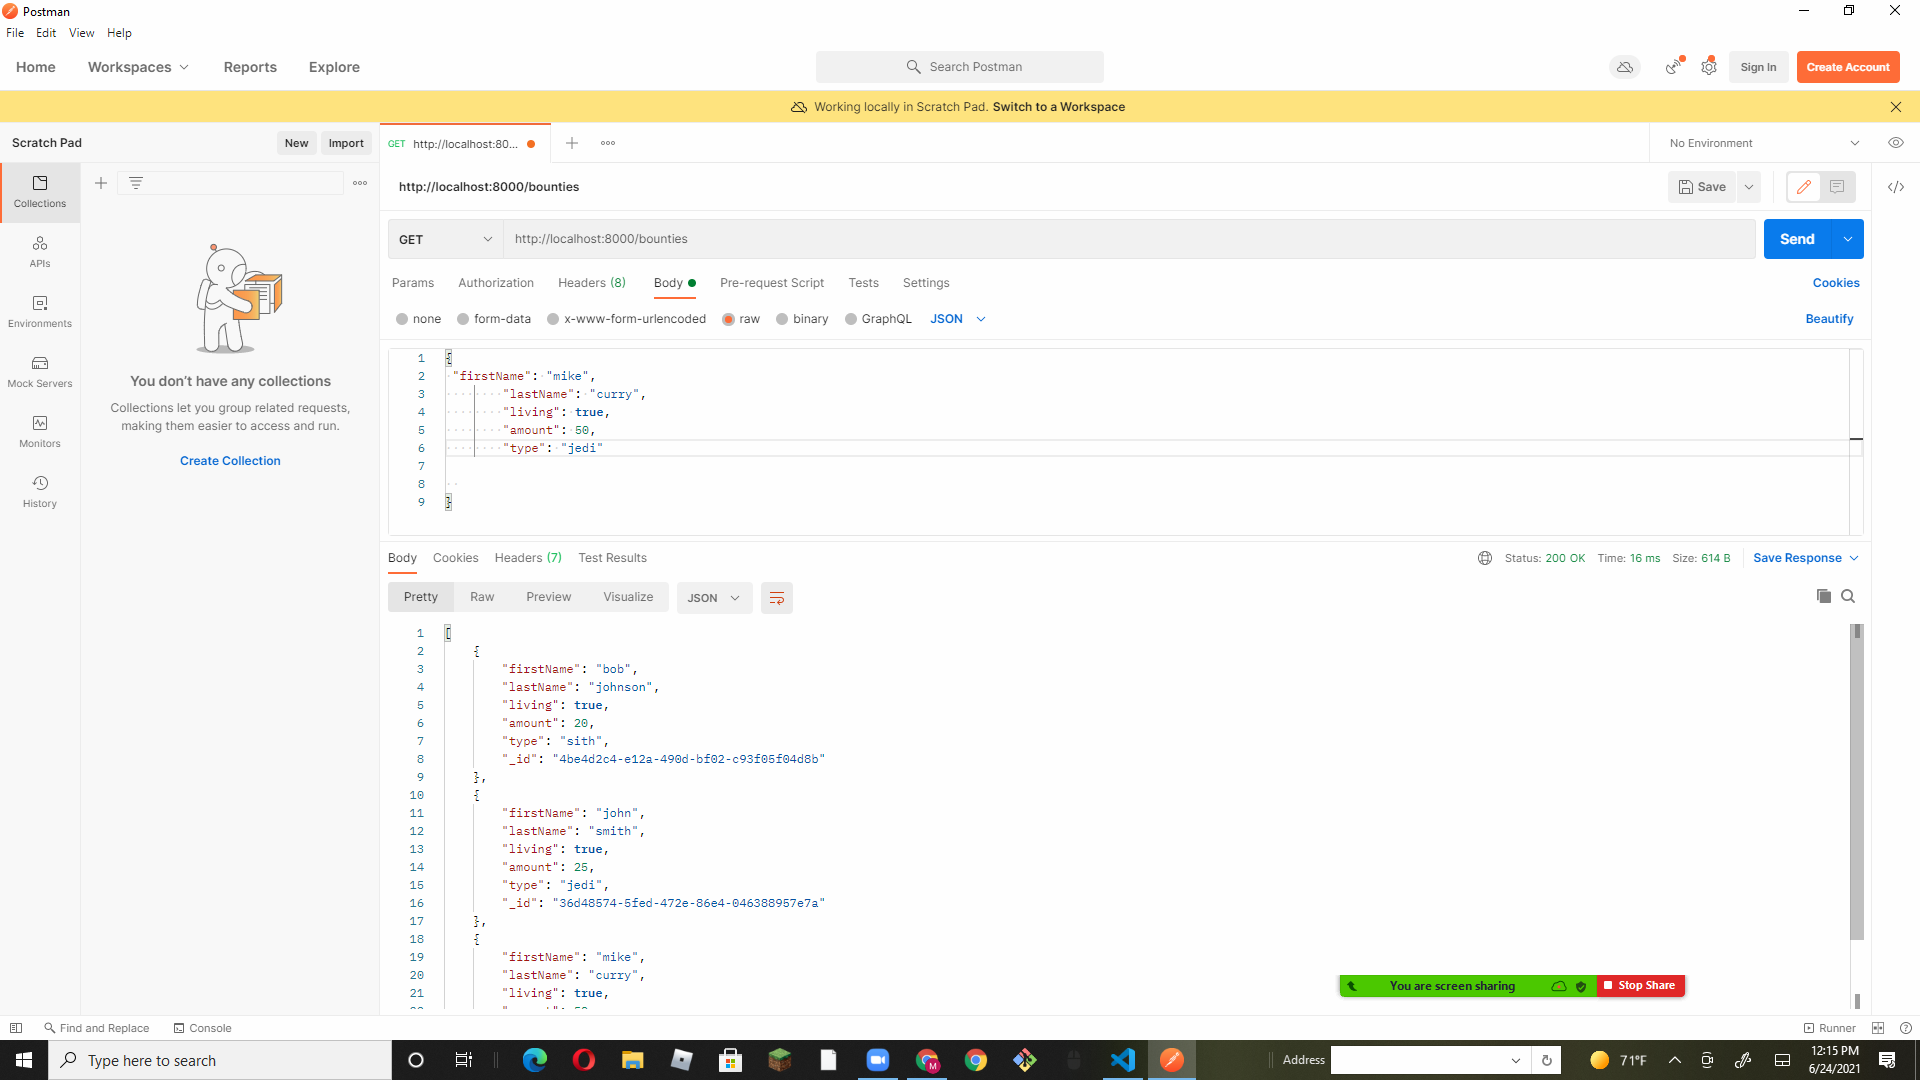 Postman
File Edit View Help
Home Workspaces Reports Explore
Search Postman
Sign In Create Account
Working locally in Scratch Pad. Switch to a Workspace
Scratch Pad New Import
GET http://localhost:80...
No Environment
Collections
APIs
Environments
Mock Servers
Monitors
History
You don't have any collections
Collections let you group related requests,
making them easier to access and run.
Create Collection
http://localhost:8000/bounties
Save
GET http://localhost:8000/bounties
Send
Params Authorization Headers (8) Body Pre-request Script Tests Settings
Cookies
none form-data x-www-form-urlencoded raw binary GraphQL JSON
Beautify
1 {
2 "firstName": "mike",
3 "lastName": "curry",
4 "living": true,
5 "amount": 50,
6 "type": "jedi"
7
8
9 }
Body Cookies Headers (7) Test Results
Status: 200 OK Time: 16 ms Size: 614 B Save Response
Pretty Raw Preview Visualize JSON
1 [
2 {
3 "firstName": "bob",
4 "lastName": "johnson",
5 "living": true,
6 "amount": 20,
7 "type": "sith",
8 "_id": "4be4d2c4-e12a-490d-bf02-c93f05f04d8b"
9 },
10 {
11 "firstName": "john",
12 "lastName": "smith",
13 "living": true,
14 "amount": 25,
15 "type": "jedi",
16 "_id": "36d48574-5fed-472e-86e4-046388957e7a"
17 },
18 {
19 "firstName": "mike",
20 "lastName": "curry",
21 "living": true,
You are screen sharing Stop Share
Find and Replace Console
Runner
Type here to search
M
Address
71°F
12:15 PM
6/24/2021